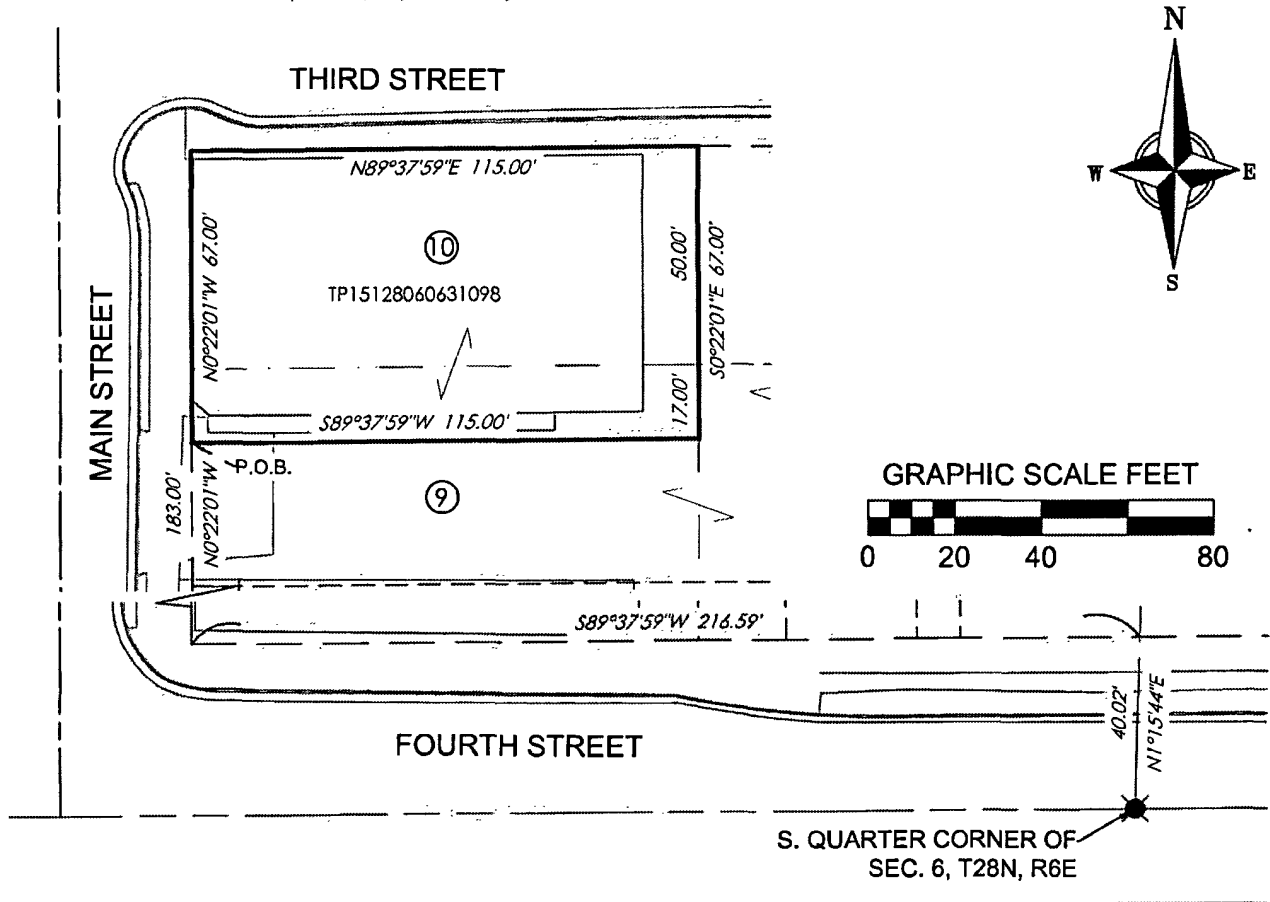 N
THIRD STREET
N89°37'59"E 115.00'
W
E
S
N0°22'01"W 67.00'
10
50.00'
S0°22'01"E 67.00'
TP15128060631098
MAIN STREET
17.00'
S89°37'59"W 115.00'
P.O.B.
183.00'
N0°22'01"W
9
GRAPHIC SCALE FEET
0 20 40 80
S89°37'59"W 216.59'
40.02'
N1°15'44"E
FOURTH STREET
S. QUARTER CORNER OF
SEC. 6, T28N, R6E